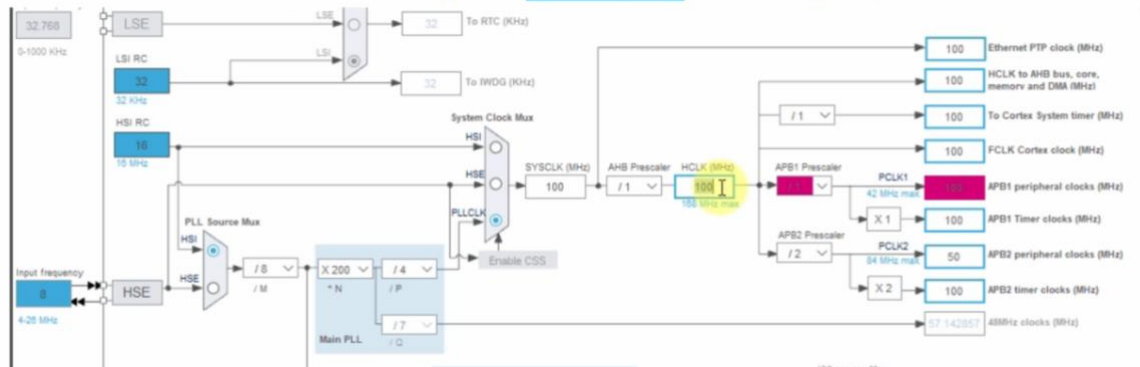 32.768
LSE
LSE
32
To RTC (KHz)
0-1000 KHz
LSI RC
LSI
32
32
To IWDG (KHz)
32 KHz
HSI RC
16
16 MHz
System Clock Mux
HSI
HSE
PLLCLK
SYSCLK (MHz)
100
AHB Prescaler
/ 1
HCLK (MHz)
100
168 MHz max
Enable CSS
100
Ethernet PTP clock (MHz)
100
HCLK to AHB bus, core,
memory and DMA (MHz)
/ 1
100
To Cortex System timer (MHz)
100
FCLK Cortex clock (MHz)
APB1 Prescaler
/ 1
PCLK1
42 MHz max
100
APB1 peripheral clocks (MHz)
X 1
100
APB1 Timer clocks (MHz)
APB2 Prescaler
/ 2
PCLK2
84 MHz max
50
APB2 peripheral clocks (MHz)
X 2
100
APB2 timer clocks (MHz)
57.142857
48MHz clocks (MHz)
PLL Source Mux
HSI
HSE
/ 8
/ M
X 200
* N
/ 4
/ P
/ 7
/ Q
Main PLL
Input frequency
8
4-26 MHz
HSE